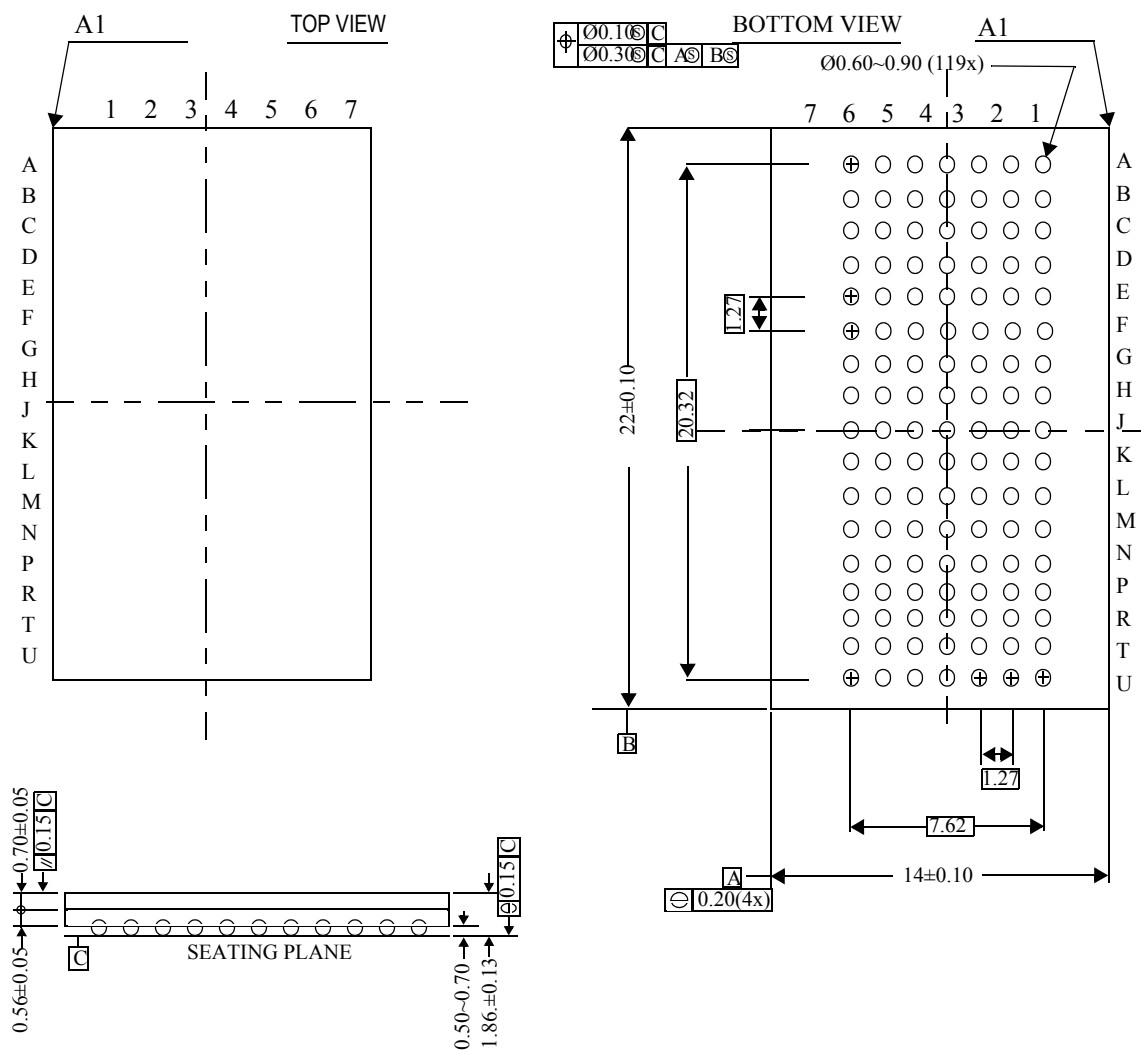 A1
TOP VIEW
1 2 3 4 5 6 7
A
B
C
D
E
F
G
H
J
K
L
M
N
P
R
T
U
Ø0.10Ⓢ C
Ø0.30Ⓢ C AⓈ BⓈ
BOTTOM VIEW
A1
Ø0.60~0.90 (119x)
7 6 5 4 3 2 1
A
B
C
D
E
F
G
H
J
K
L
M
N
P
R
T
U
1.27
22±0.10
20.32
B
1.27
7.62
A
14±0.10
0.20(4x)
0.70±0.05
// 0.15 C
0.56±0.05
C
SEATING PLANE
0.15 C
0.50~0.70
1.86.±0.13